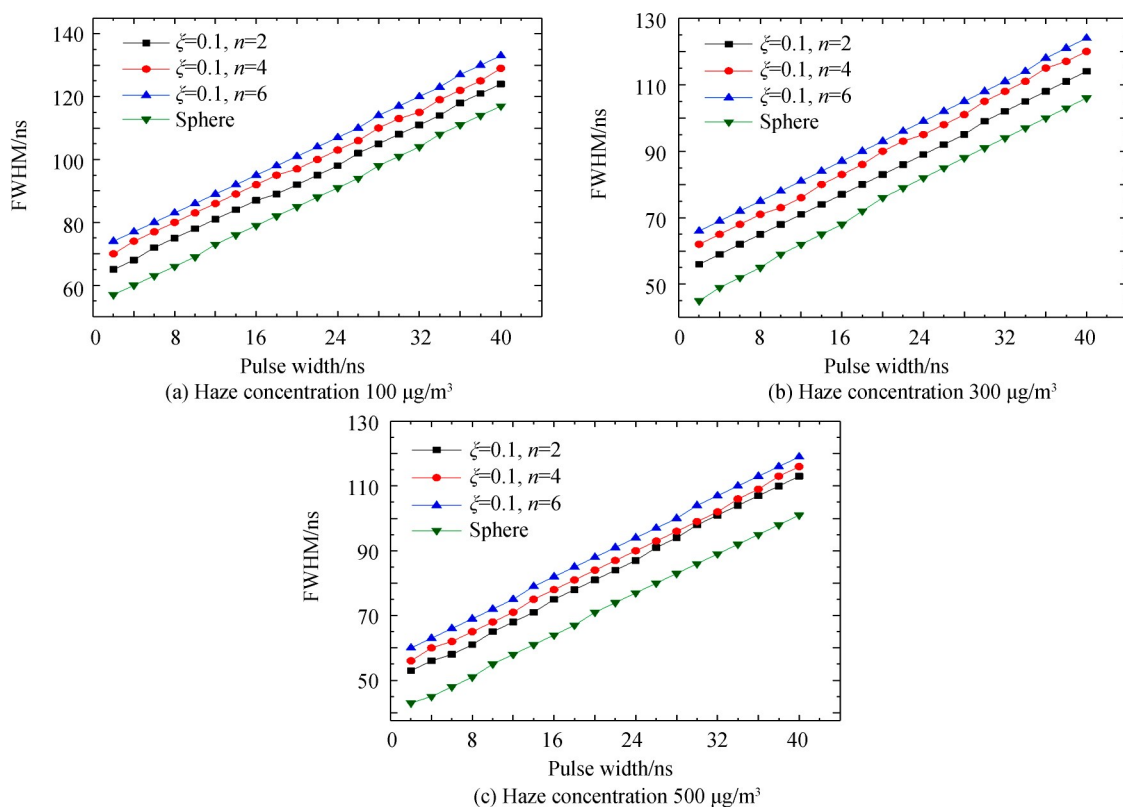 140
120
100
80
60
FWHM/ns
ξ=0.1, n=2
ξ=0.1, n=4
ξ=0.1, n=6
Sphere
0 8 16 24 32 40
Pulse width/ns
(a) Haze concentration 100 μg/m³
130
110
90
70
50
FWHM/ns
ξ=0.1, n=2
ξ=0.1, n=4
ξ=0.1, n=6
Sphere
0 8 16 24 32 40
Pulse width/ns
(b) Haze concentration 300 μg/m³
130
110
90
70
50
FWHM/ns
ξ=0.1, n=2
ξ=0.1, n=4
ξ=0.1, n=6
Sphere
0 8 16 24 32 40
Pulse width/ns
(c) Haze concentration 500 μg/m³